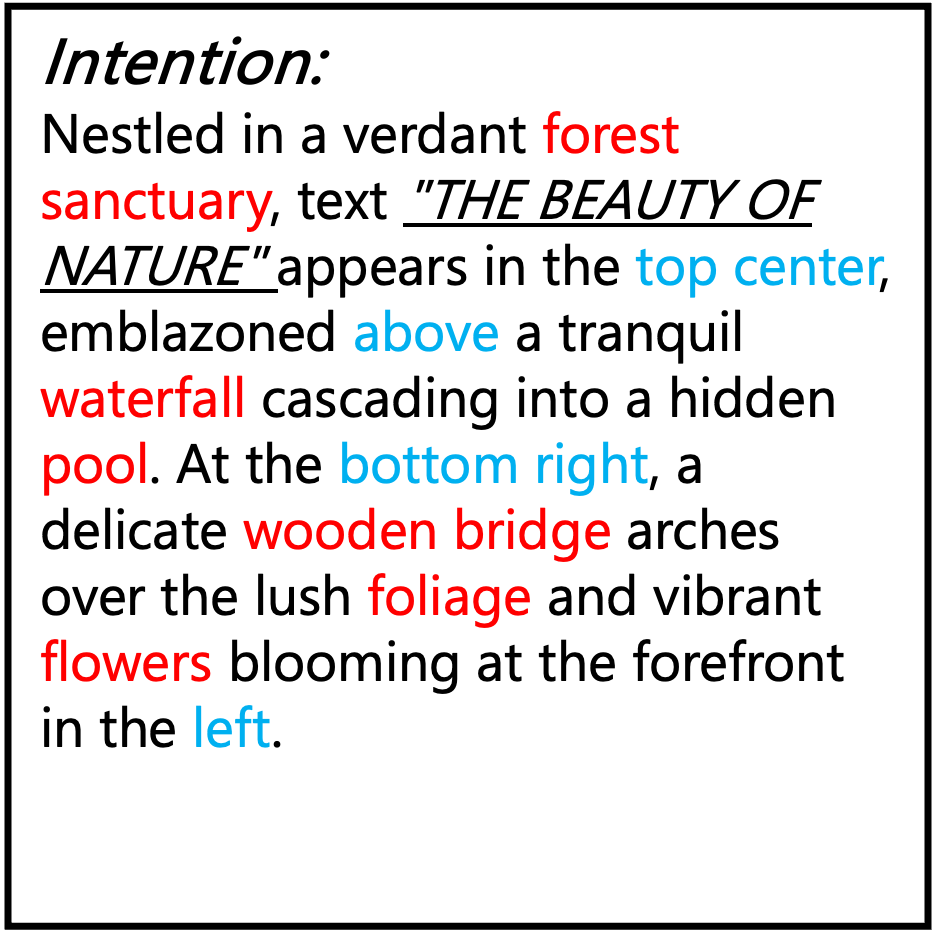 Intention:
Nestled in a verdant forest
sanctuary, text "THE BEAUTY OF
NATURE" appears in the top center,
emblazoned above a tranquil
waterfall cascading into a hidden
pool. At the bottom right, a
delicate wooden bridge arches
over the lush foliage and vibrant
flowers blooming at the forefront
in the left.